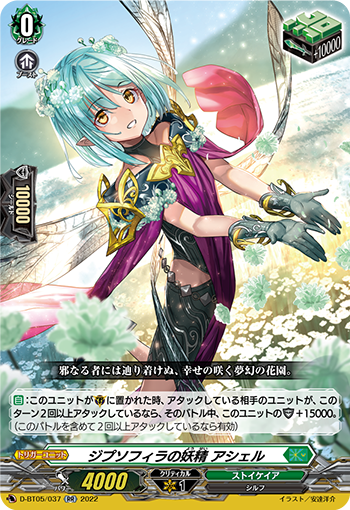 0
グレード
ブースト
+10000
10000
シールド
邪なる者には辿り着けぬ、幸せの咲く夢幻の花園。
自：このユニットが に置かれた時、アタックしている相手のユニットが、この
ターン2回以上アタックしているなら、そのバトル中、このユニットの +15000。
（このバトルを含めて2回以上アタックしているなら有効）
トリガーユニット
ジプソフィラの妖精 アシェル
パワー
4000
クリティカル
1
ストイケイア
シルフ
D-BT05/037 RR 2022
イラスト/安達洋介